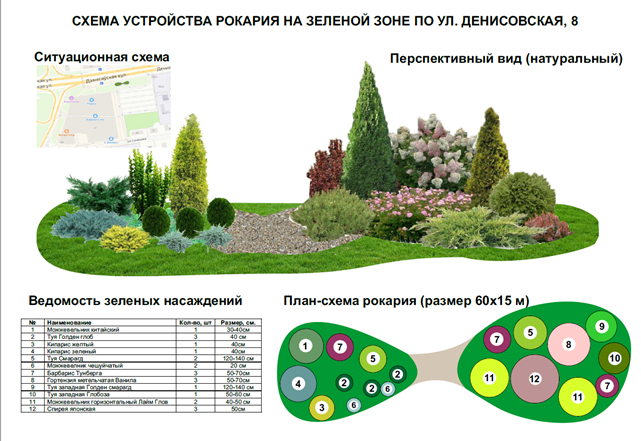 СХЕМА УСТРОЙСТВА РОКАРИЯ НА ЗЕЛЕНОЙ ЗОНЕ ПО УЛ. ДЕНИСОВСКАЯ, 8
Ситуационная схема
Перспективный вид (натуральный)
Ведомость зеленых насаждений
№ Наименование Кол-во, шт Размер, см.
1 Можжевельник китайский 1 30-40см
2 Туя Голден глоб 3 40 см
3 Кипарис желтый 1 40см
4 Кипарис зеленый 1 40см
5 Туя Смарагд 2 120-140 см
6 Можжевелник чешуйчатый 2 20 см
7 Барбарис Тунберга 3 50-70см
8 Гортензия метальчатая Ванила 3 50-70см
9 Туя западная Голден смарагд 1 120-140 см
10 Туя западная Глобоза 1 50-60 см
11 Можжевельник горизонтальный Лайм Глов 2 40-50 см
12 Спирея японская 3 50см
План-схема рокария (размер 60х15 м)
1
7
5
4
2
2
2
3
6
6
7
5
8
9
10
11
12
11
7